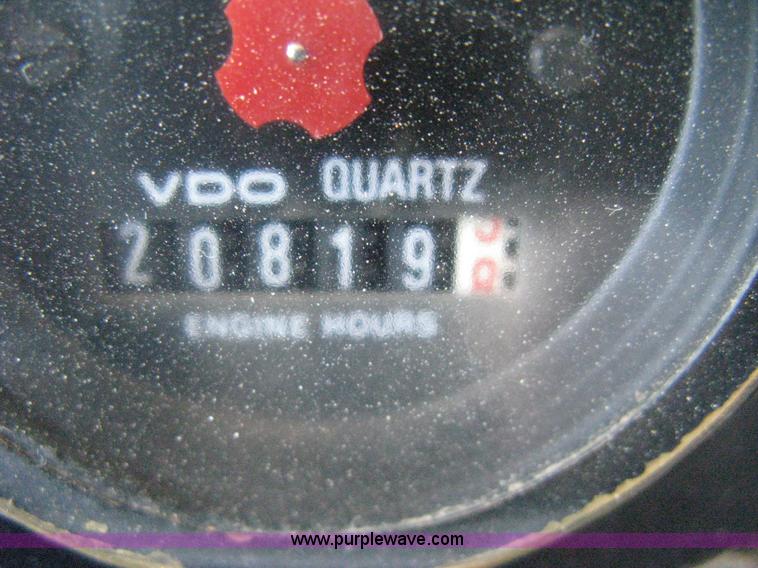 VDO QUARTZ
20819
ENGINE HOURS
www.purplewave.com